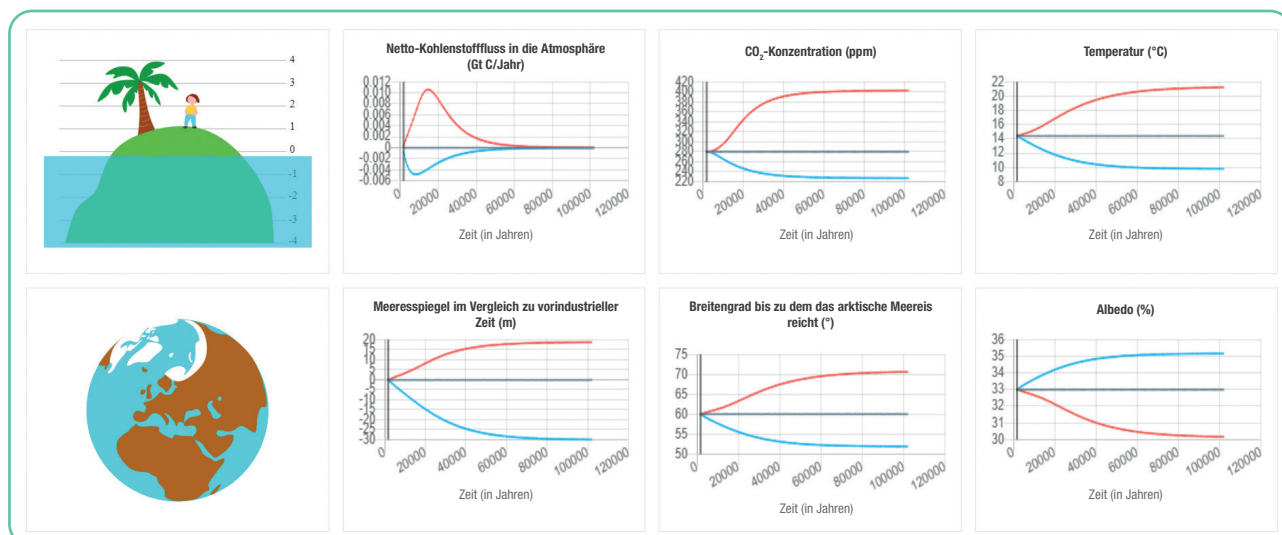 4
3
2
1
0
-1
-2
-3
-4
Netto-Kohlenstofffluss in die Atmosphäre
(Gt C/Jahr)
0.012
0.010
0.008
0.006
0.004
0.002
0
-0.002
-0.004
-0.006
0 20000 40000 60000 80000 100000 120000
Zeit (in Jahren)
CO₂-Konzentration (ppm)
420
400
380
360
340
320
300
280
260
240
220
0 20000 40000 60000 80000 100000 120000
Zeit (in Jahren)
Temperatur (°C)
22
20
18
16
14
12
10
8
0 20000 40000 60000 80000 100000 120000
Zeit (in Jahren)
Meeresspiegel im Vergleich zu vorindustrieller
Zeit (m)
20
15
10
5
0
-5
-10
-15
-20
-25
-30
0 20000 40000 60000 80000 100000 120000
Zeit (in Jahren)
Breitengrad bis zu dem das arktische Meereis
reicht (°)
75
70
65
60
55
50
0 20000 40000 60000 80000 100000 120000
Zeit (in Jahren)
Albedo (%)
36
35
34
33
32
31
30
0 20000 40000 60000 80000 100000 120000
Zeit (in Jahren)